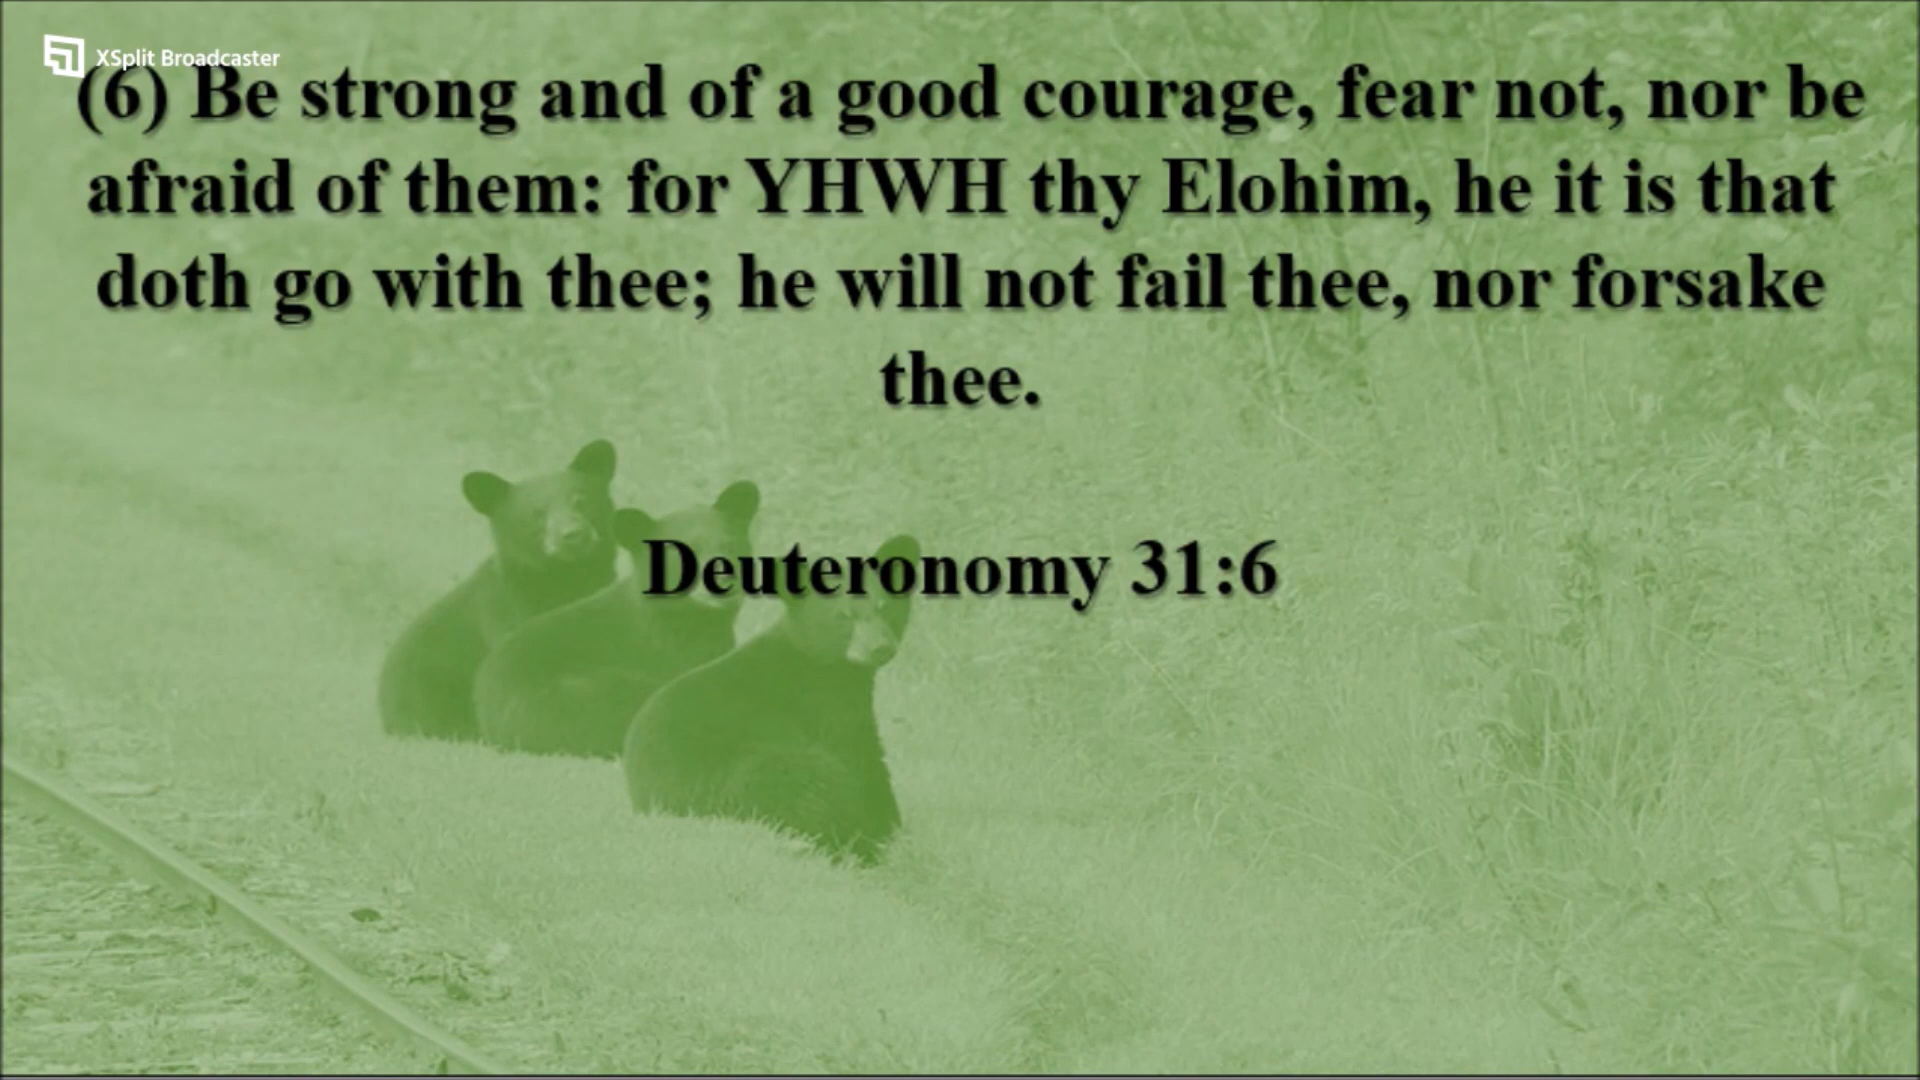 XSplit Broadcaster
(6) Be strong and of a good courage, fear not, nor be
afraid of them: for YHWH thy Elohim, he it is that
doth go with thee; he will not fail thee, nor forsake
thee.
Deuteronomy 31:6